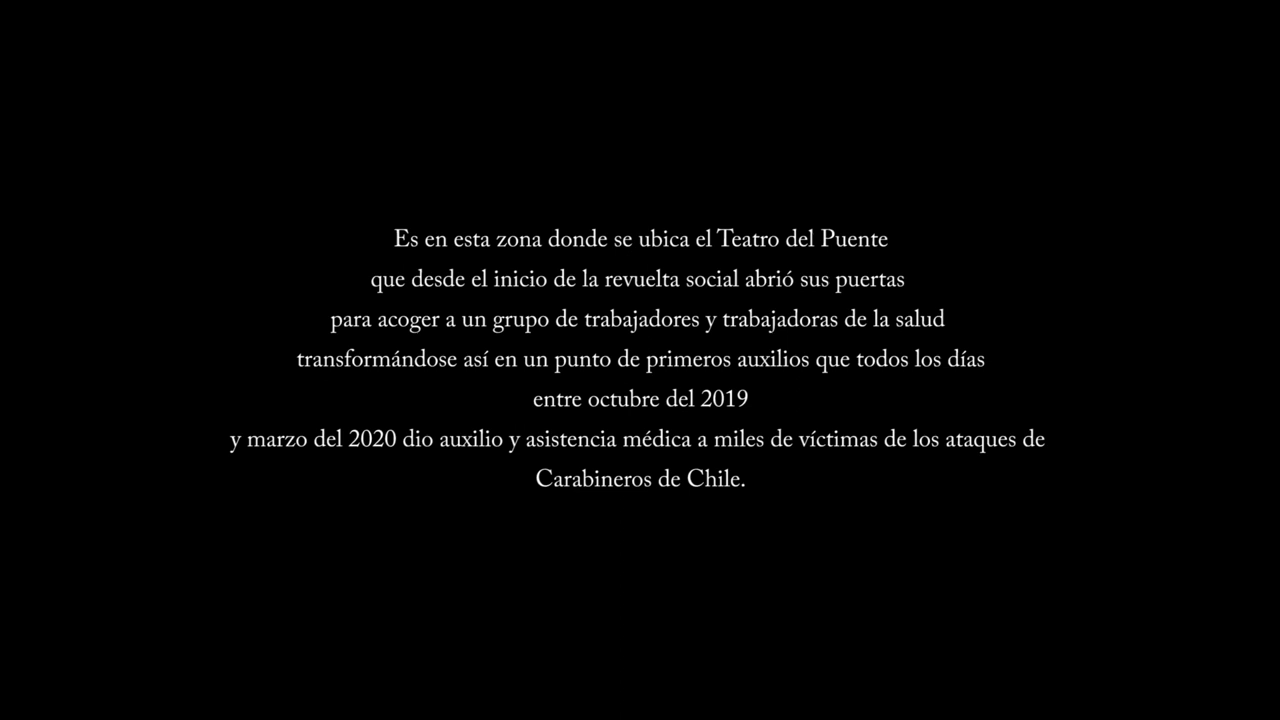 Es en esta zona donde se ubica el Teatro del Puente
que desde el inicio de la revuelta social abrió sus puertas
para acoger a un grupo de trabajadores y trabajadoras de la salud
transformándose así en un punto de primeros auxilios que todos los días
entre octubre del 2019
y marzo del 2020 dio auxilio y asistencia médica a miles de víctimas de los ataques de
Carabineros de Chile.